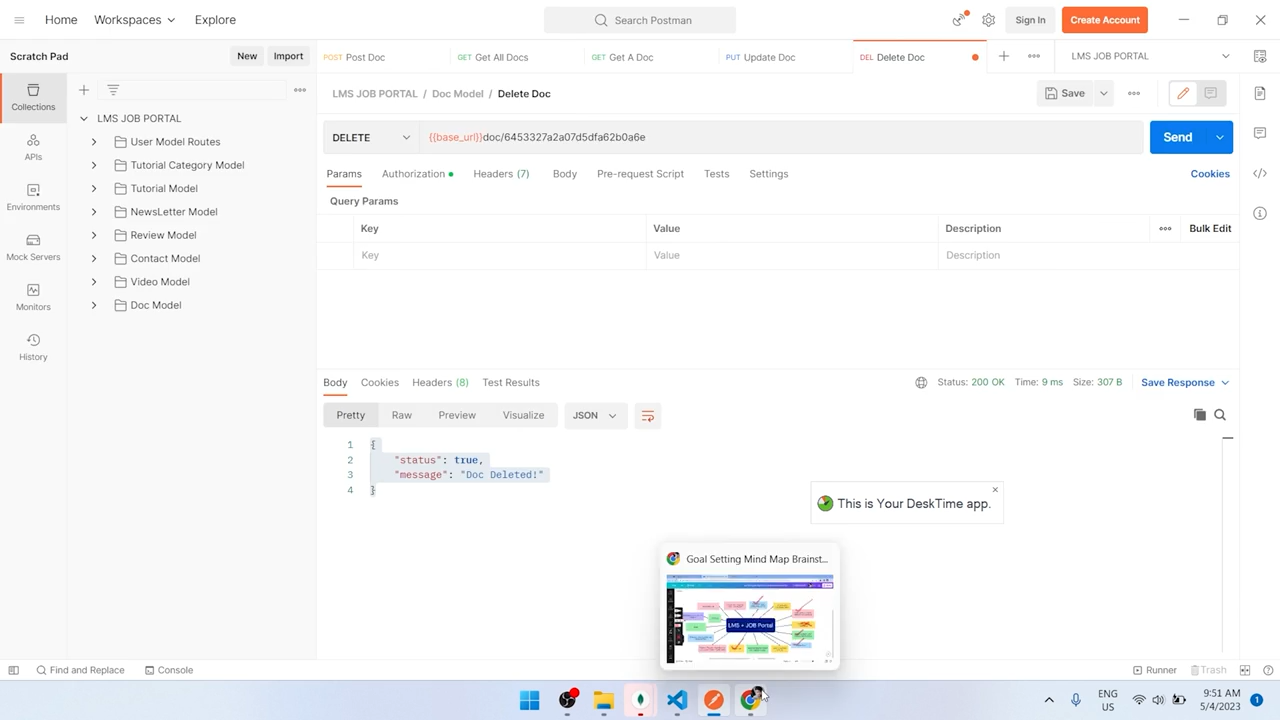 Home Workspaces Explore Search Postman Sign In Create Account
Scratch Pad New Import
POST Post Doc GET Get All Docs GET Get A Doc PUT Update Doc DEL Delete Doc LMS JOB PORTAL
Collections
APIs
Environments
Mock Servers
Monitors
History
LMS JOB PORTAL
User Model Routes
Tutorial Category Model
Tutorial Model
NewsLetter Model
Review Model
Contact Model
Video Model
Doc Model
LMS JOB PORTAL / Doc Model / Delete Doc Save
DELETE {{base_url}}doc/6453327a2a07d5dfa62b0a6e Send
Params Authorization Headers (7) Body Pre-request Script Tests Settings Cookies
Query Params
Key Value Description Bulk Edit
Key Value Description
Body Cookies Headers (8) Test Results Status: 200 OK Time: 9 ms Size: 307 B Save Response
Pretty Raw Preview Visualize JSON
1 {
2 "status": true,
3 "message": "Doc Deleted!"
4 }
This is Your DeskTime app.
Goal Setting Mind Map Brainst...
LMS + JOB Portal
Find and Replace Console Runner Trash
ENG
US
9:51 AM
5/4/2023
1